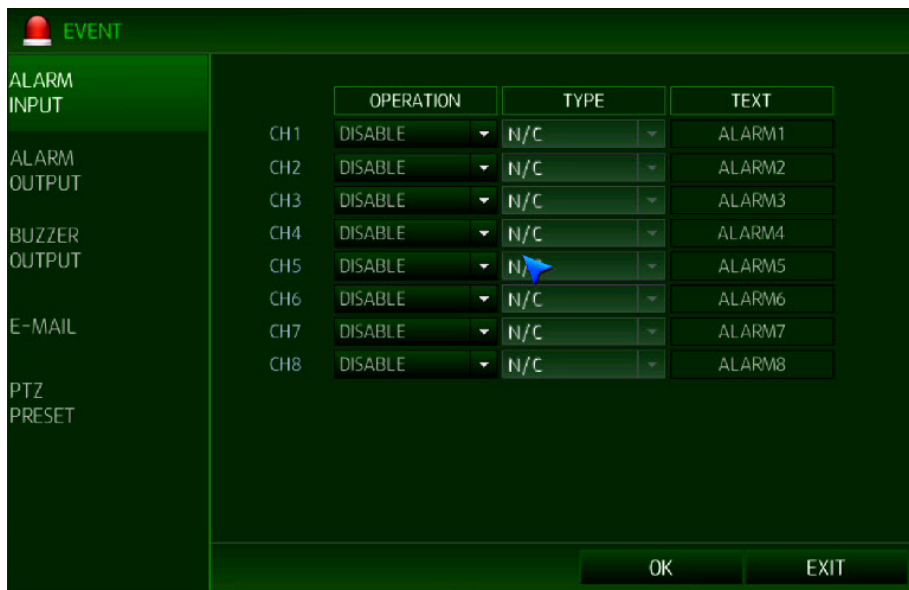 EVENT
ALARM
INPUT
ALARM
OUTPUT
BUZZER
OUTPUT
E-MAIL
PTZ
PRESET
OPERATION TYPE TEXT
CH1 DISABLE N/C ALARM1
CH2 DISABLE N/C ALARM2
CH3 DISABLE N/C ALARM3
CH4 DISABLE N/C ALARM4
CH5 DISABLE ALARM5
CH6 DISABLE N/C ALARM6
CH7 DISABLE N/C ALARM7
CH8 DISABLE N/C ALARM8
OK EXIT